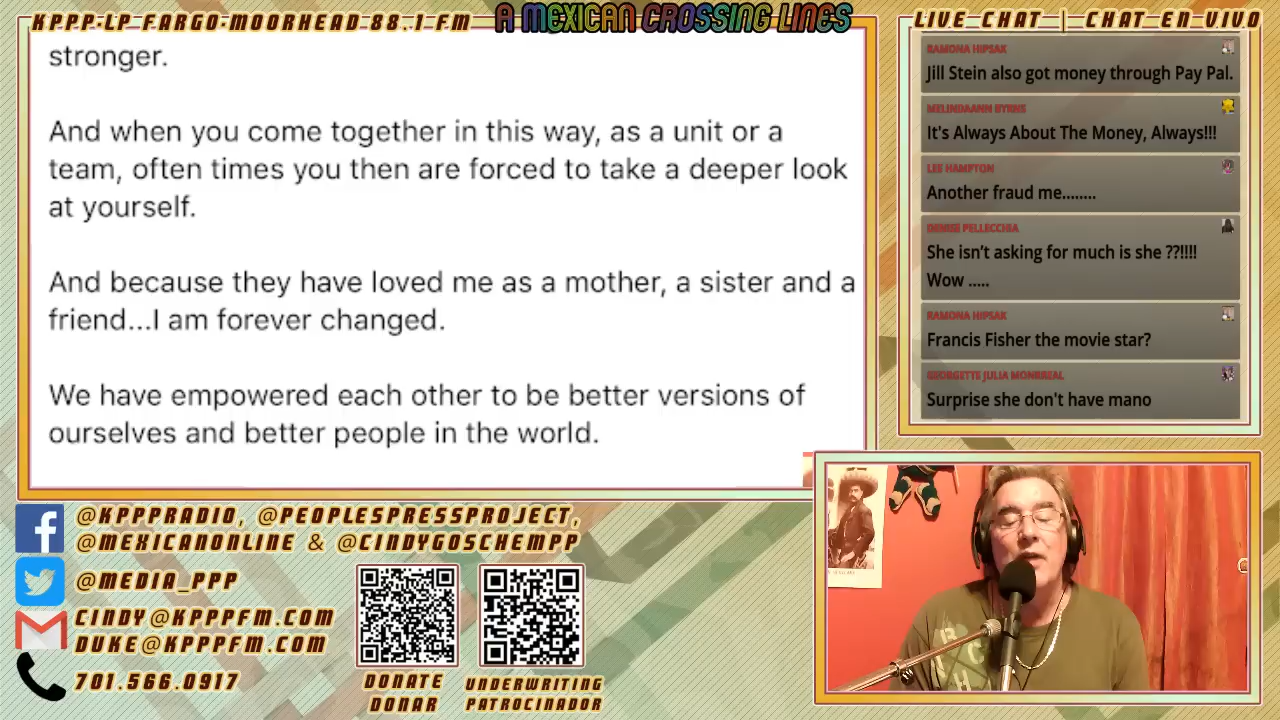 KPPP-LP FARGO-MOORHEAD 88.1 FM
A MEXICAN CROSSING LINES
stronger.
And when you come together in this way, as a unit or a
team, often times you then are forced to take a deeper look
at yourself.
And because they have loved me as a mother, a sister and a
friend...I am forever changed.
We have empowered each other to be better versions of
ourselves and better people in the world.
LIVE CHAT | CHAT EN VIVO
RAMONA HIPSAK
Jill Stein also got money through Pay Pal.
MELINDAANN BYRNS
It's Always About The Money, Always!!!
LEE HAMPTON
Another fraud me........
DENISE PELLECCHIA
She isn't asking for much is she ??!!!!
Wow .....
RAMONA HIPSAK
Francis Fisher the movie star?
GEORGETTE JULIA MONRREAL
Surprise she don't have mano
@KPPPRADIO, @PEOPLESPRESSPROJECT,
@MEXICANONLINE & @CINDYGOSCHEMPP
@MEDIA_PPP
CINDY@KPPPFM.COM
DUKE@KPPPFM.COM
701.566.0917
DONATE
DONAR
UNDERWRITING
PATROCINADOR